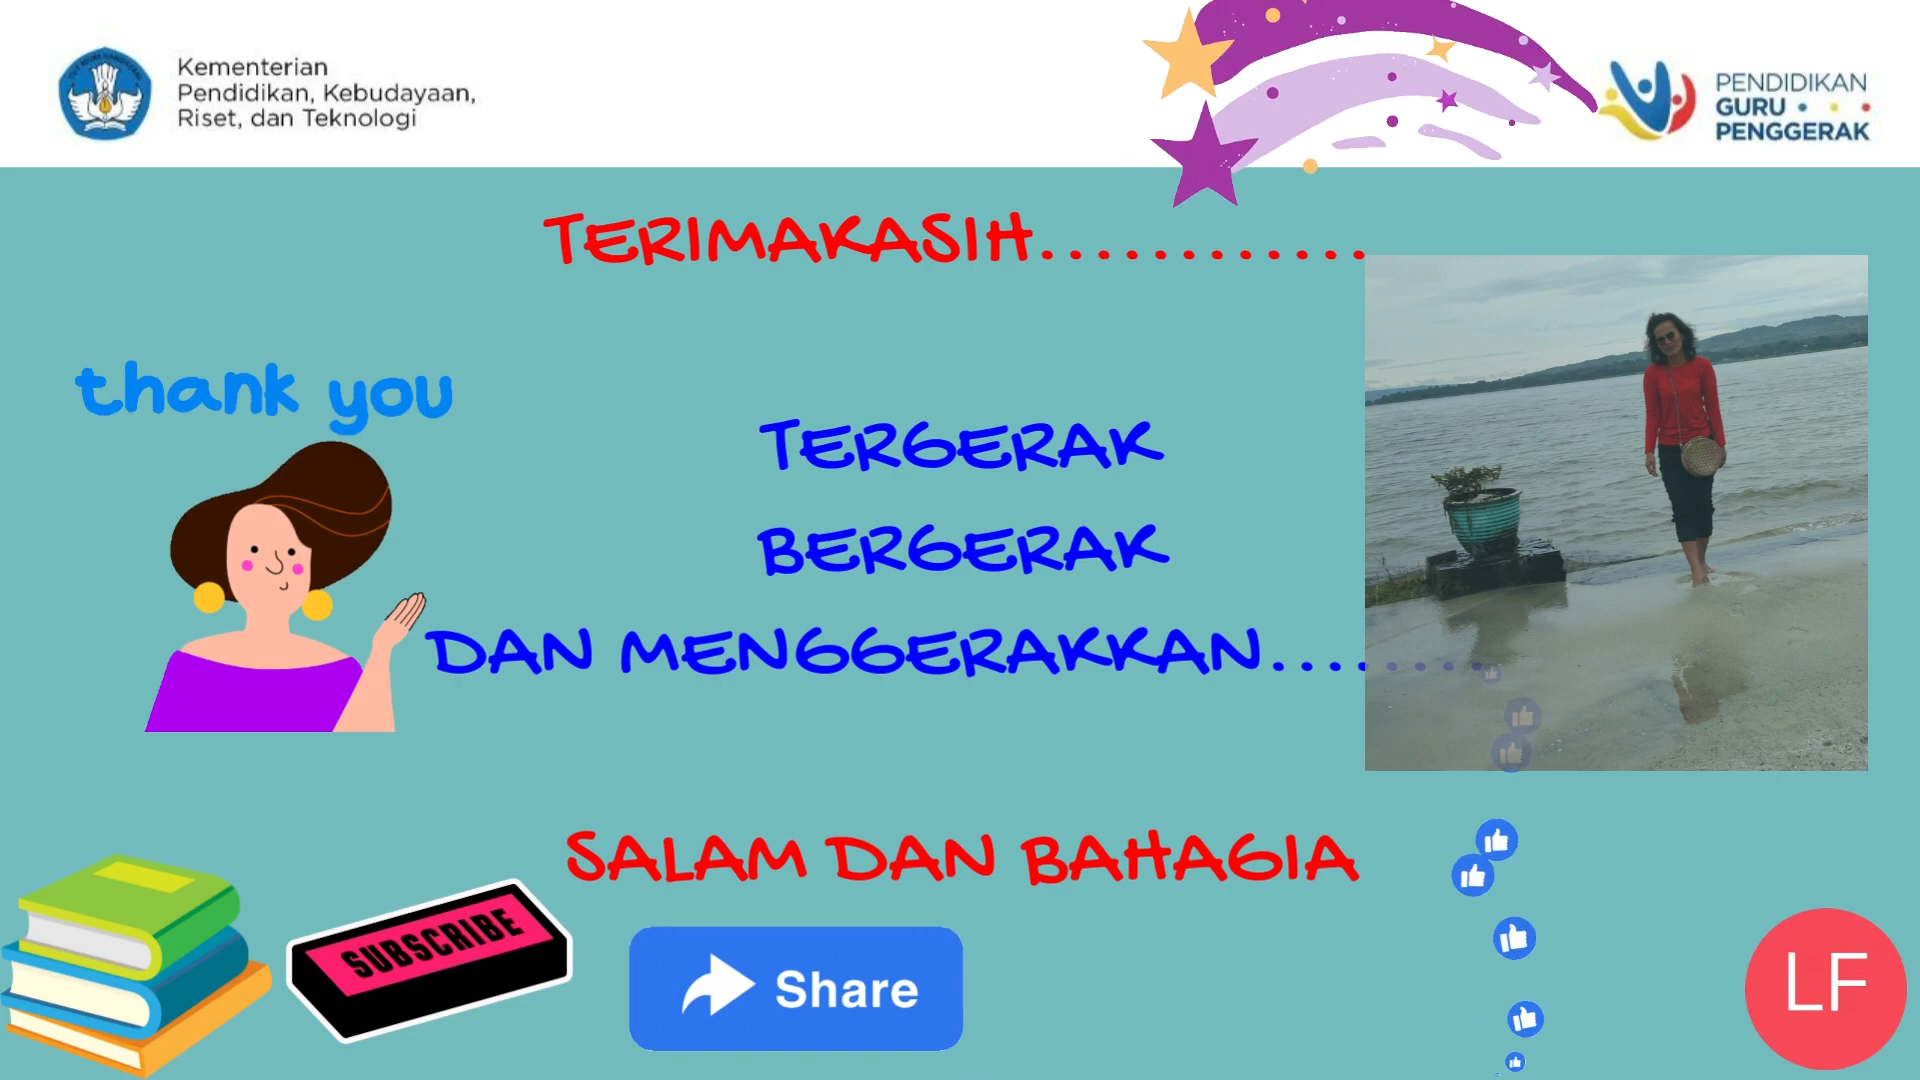 Kementerian
Pendidikan, Kebudayaan,
Riset, dan Teknologi
PENDIDIKAN
GURU
PENGGERAK
TERIMAKASIH............
thank you
TERGERAK
BERGERAK
DAN MENGGERAKKAN........
SALAM DAN BAHAGIA
SUBSCRIBE
Share
LF